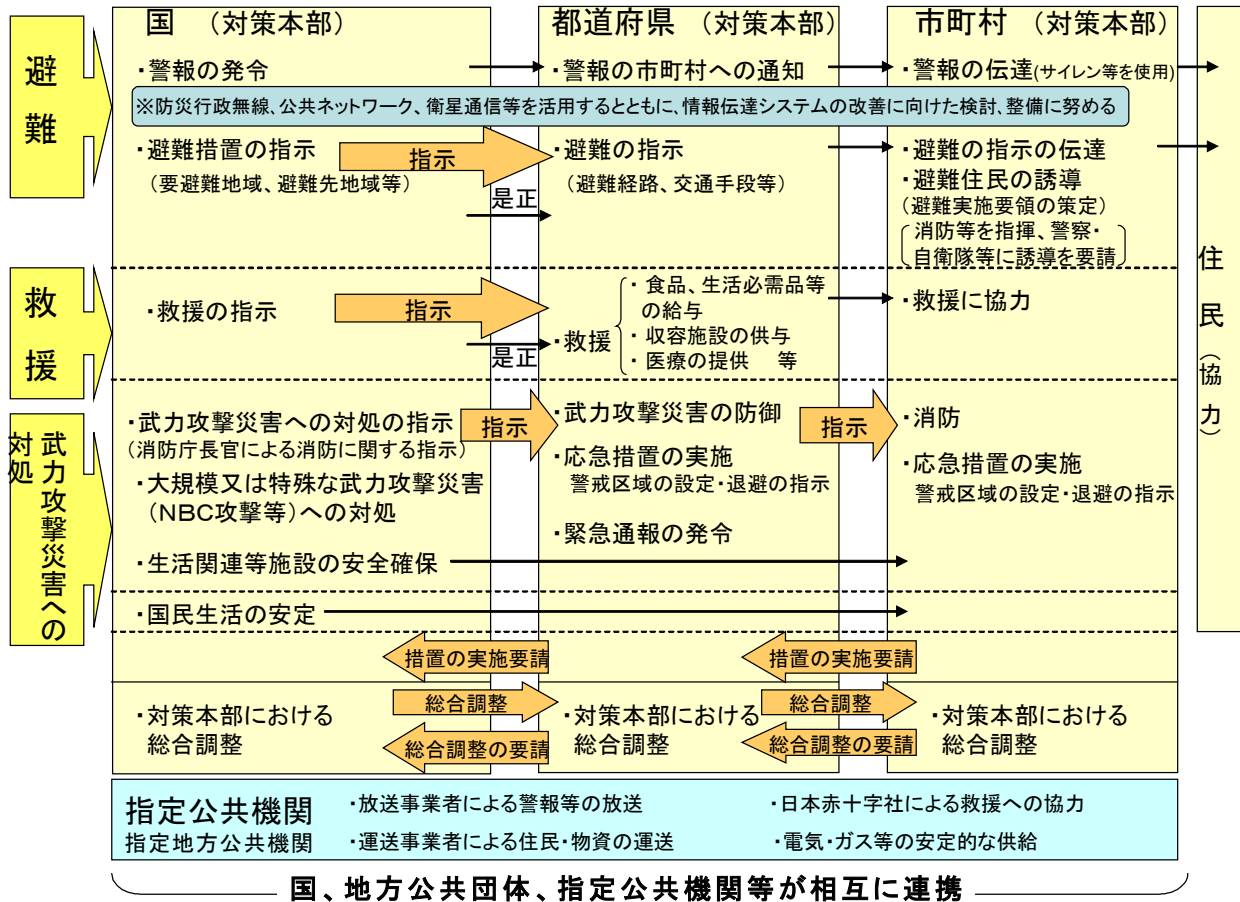 国　(対策本部)
都道府県　(対策本部)
市町村　(対策本部)
避難
・警報の発令
・警報の市町村への通知
・警報の伝達(サイレン等を使用)
※防災行政無線、公共ネットワーク、衛星通信等を活用するとともに、情報伝達システムの改善に向けた検討、整備に努める
・避難措置の指示
(要避難地域、避難先地域等)
指示
是正
・避難の指示
(避難経路、交通手段等)
・避難の指示の伝達
・避難住民の誘導
(避難実施要領の策定)
消防等を指揮、警察・
自衛隊等に誘導を要請
住民(協力)
救援
・救援の指示
指示
是正
・救援
・食品、生活必需品等
の給与
・収容施設の供与
・医療の提供　等
・救援に協力
武力攻撃災害への
対処
・武力攻撃災害への対処の指示
(消防庁長官による消防に関する指示)
・大規模又は特殊な武力攻撃災害
(NBC攻撃等)への対処
指示
・武力攻撃災害の防御
・応急措置の実施
警戒区域の設定・退避の指示
・緊急通報の発令
指示
・消防
・応急措置の実施
警戒区域の設定・退避の指示
・生活関連等施設の安全確保
・国民生活の安定
措置の実施要請
措置の実施要請
・対策本部における
総合調整
総合調整
総合調整の要請
・対策本部における
総合調整
総合調整
総合調整の要請
・対策本部における
総合調整
指定公共機関
指定地方公共機関
・放送事業者による警報等の放送
・日本赤十字社による救援への協力
・運送事業者による住民・物資の運送
・電気・ガス等の安定的な供給
国、地方公共団体、指定公共機関等が相互に連携